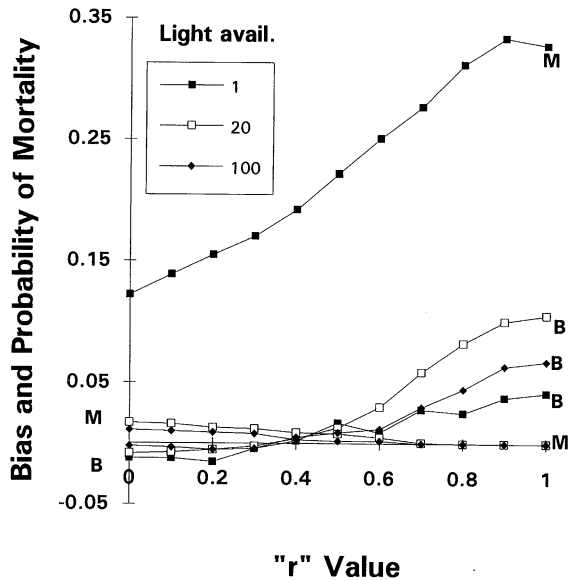 0.35
Light avail.
1
20
100
M
0.25
0.15
0.05
-0.05
Bias and Probability of Mortality
M
B
B
B
B
M
0
0.2
0.4
0.6
0.8
1
"r" Value